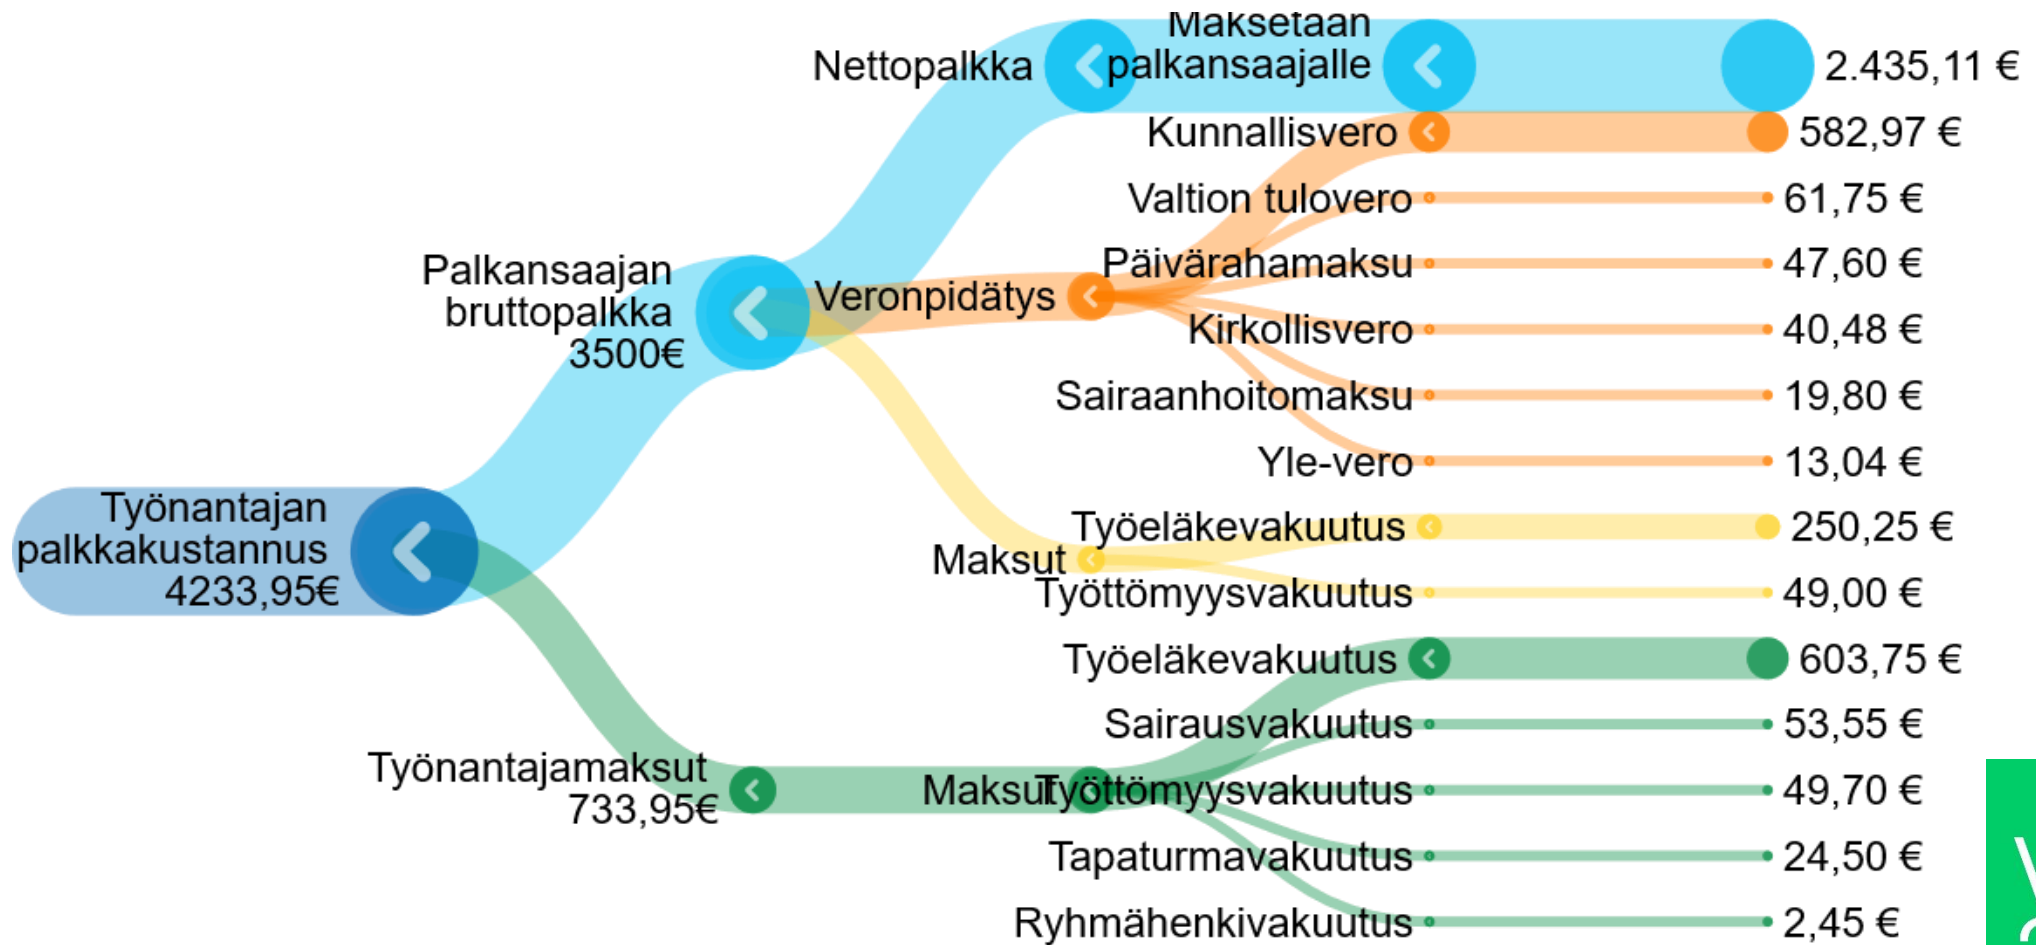 Maksetaan
Nettopalkka
palkansaajalle
2.435,11 €
Kunnallisvero
582,97 €
Valtion tulovero
61,75 €
Palkansaajan
bruttopalkka
3500€
Veronpidätys
Päivärahamaksu
47,60 €
Kirkollisvero
40,48 €
Sairaanhoitomaksu
19,80 €
Yle-vero
13,04 €
Työnantajan
palkkakustannus
4233,95€
Maksut
Työeläkevakuutus
250,25 €
Työttömyysvakuutus
49,00 €
Työeläkevakuutus
603,75 €
Sairausvakuutus
53,55 €
Työnantajamaksut
733,95€
Maksut
Työttömyysvakuutus
49,70 €
Tapaturmavakuutus
24,50 €
Ryhmähenkivakuutus
2,45 €